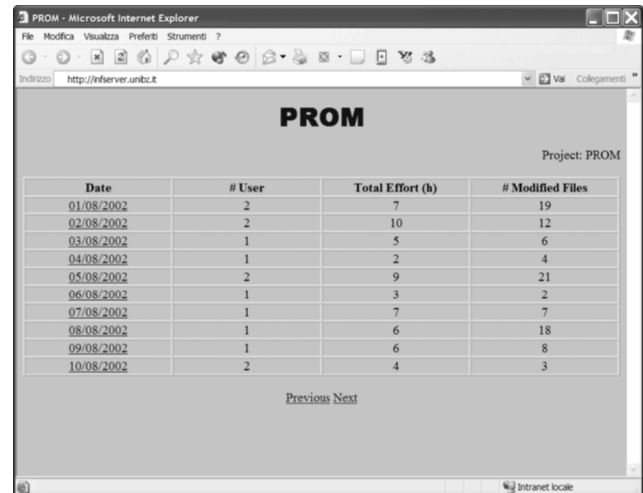 PROM - Microsoft Internet Explorer
File Modifica Visualizza Preferiti Strumenti ?
Indirizzo http://infserver.unibz.it Vai Collegamenti »
PROM
Project: PROM
Date # User Total Effort (h) # Modified Files
01/08/2002 2 7 19
02/08/2002 2 10 12
03/08/2002 1 5 6
04/08/2002 1 2 4
05/08/2002 2 9 21
06/08/2002 1 3 2
07/08/2002 1 7 7
08/08/2002 1 6 18
09/08/2002 1 6 8
10/08/2002 2 4 3
Previous Next
Intranet locale